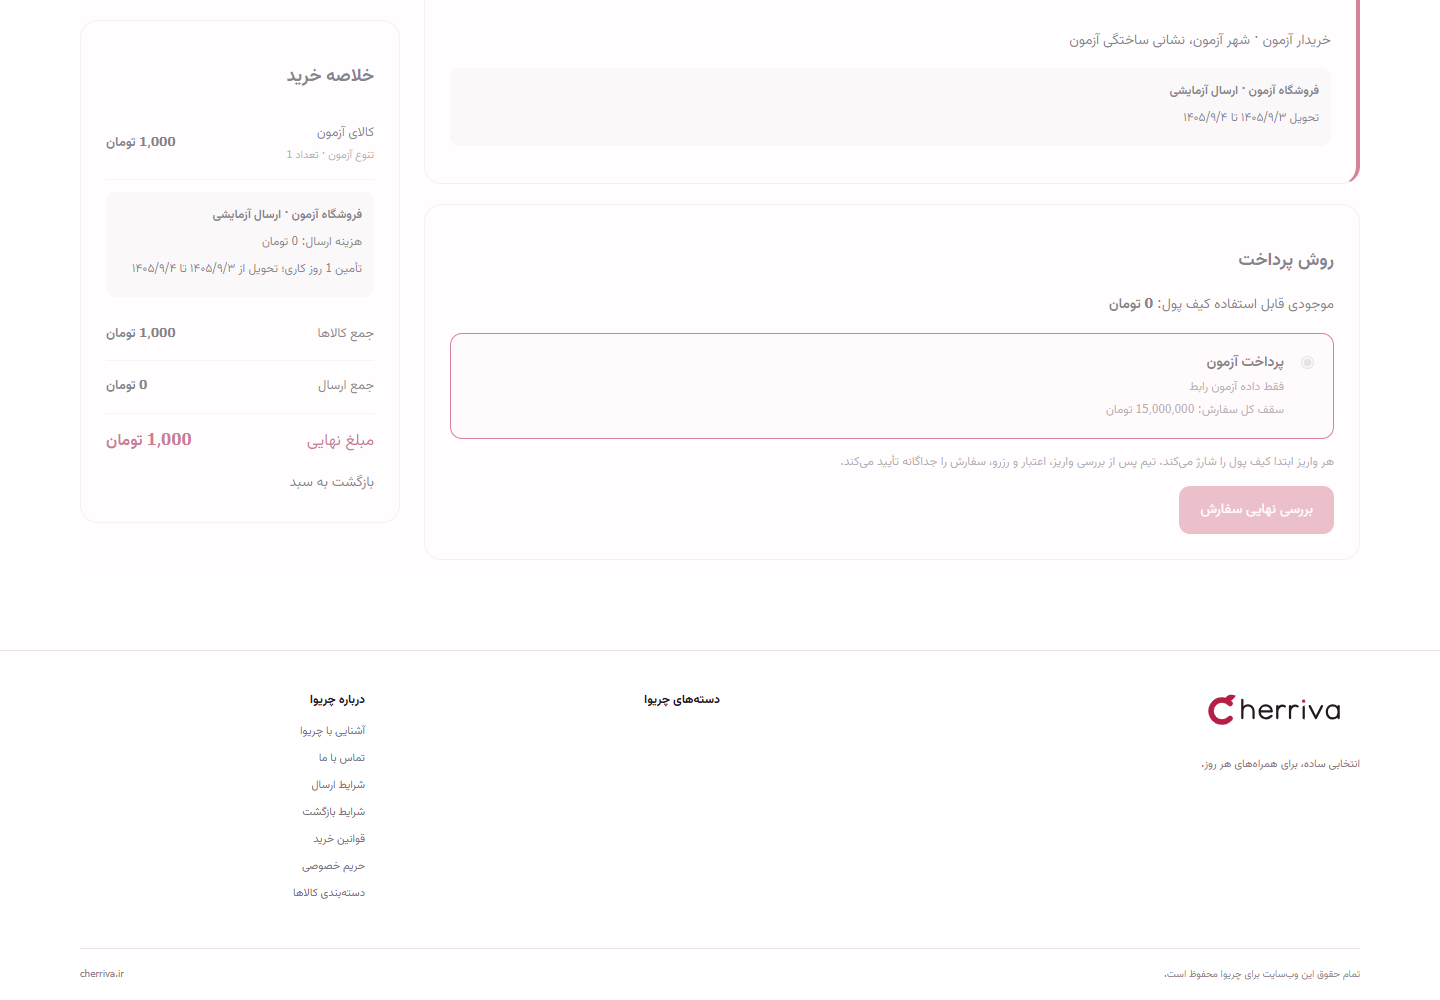 خریدار آزمون · شهر آزمون، نشانی ساختگی آزمون
فروشگاه آزمون · ارسال آزمایشی
تحویل ۱۴۰۵/۹/۳ تا ۱۴۰۵/۹/۴
روش پرداخت
موجودی قابل استفاده کیف پول: 0 تومان
پرداخت آزمون
فقط داده آزمون رابط
سقف کل سفارش: 15,000,000 تومان
هر واریز ابتدا کیف پول را شارژ می‌کند. تیم پس از بررسی واریز، اعتبار و رزرو، سفارش را جداگانه تأیید می‌کند.
بررسی نهایی سفارش
خلاصه خرید
کالای آزمون
تنوع آزمون · تعداد 1
1,000 تومان
فروشگاه آزمون · ارسال آزمایشی
هزینه ارسال: 0 تومان
تأمین 1 روز کاری؛ تحویل از ۱۴۰۵/۹/۳ تا ۱۴۰۵/۹/۴
جمع کالاها 1,000 تومان
جمع ارسال 0 تومان
مبلغ نهایی 1,000 تومان
بازگشت به سبد
Cherriva
انتخابی ساده، برای همراه‌های هر روز.
دسته‌های چریوا
درباره چریوا
آشنایی با چریوا
تماس با ما
شرایط ارسال
شرایط بازگشت
قوانین خرید
حریم خصوصی
دسته‌بندی کالاها
تمام حقوق این وب‌سایت برای چریوا محفوظ است.
cherriva.ir